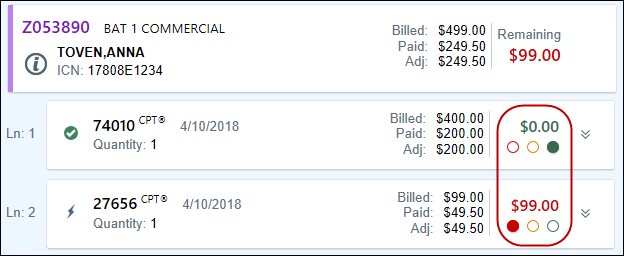 Z053890 BAT 1 COMMERCIAL
TOVEN,ANNA
ICN: 17808E1234
Billed: $499.00
Paid: $249.50
Adj: $249.50
Remaining
$99.00
Ln: 1
74010 CPT® 4/10/2018
Quantity: 1
Billed: $400.00
Paid: $200.00
Adj: $200.00
$0.00
Ln: 2
27656 CPT® 4/10/2018
Quantity: 1
Billed: $99.00
Paid: $49.50
Adj: $49.50
$99.00